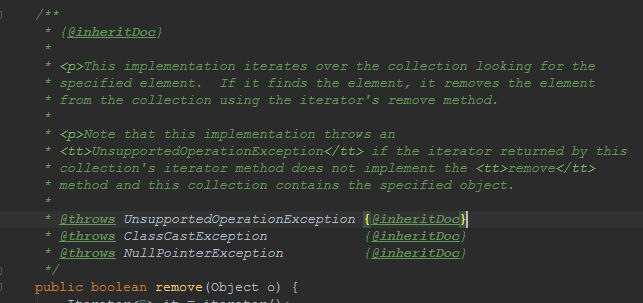 /**
* {@inheritDoc}
*
* <p>This implementation iterates over the collection looking for the
* specified element.  If it finds the element, it removes the element
* from the collection using the iterator's remove method.
*
* <p>Note that this implementation throws an
* <tt>UnsupportedOperationException</tt> if the iterator returned by this
* collection's iterator method does not implement the <tt>remove</tt>
* method and this collection contains the specified object.
*
* @throws UnsupportedOperationException {@inheritDoc}
* @throws ClassCastException            {@inheritDoc}
* @throws NullPointerException          {@inheritDoc}
*/
public boolean remove(Object o) {